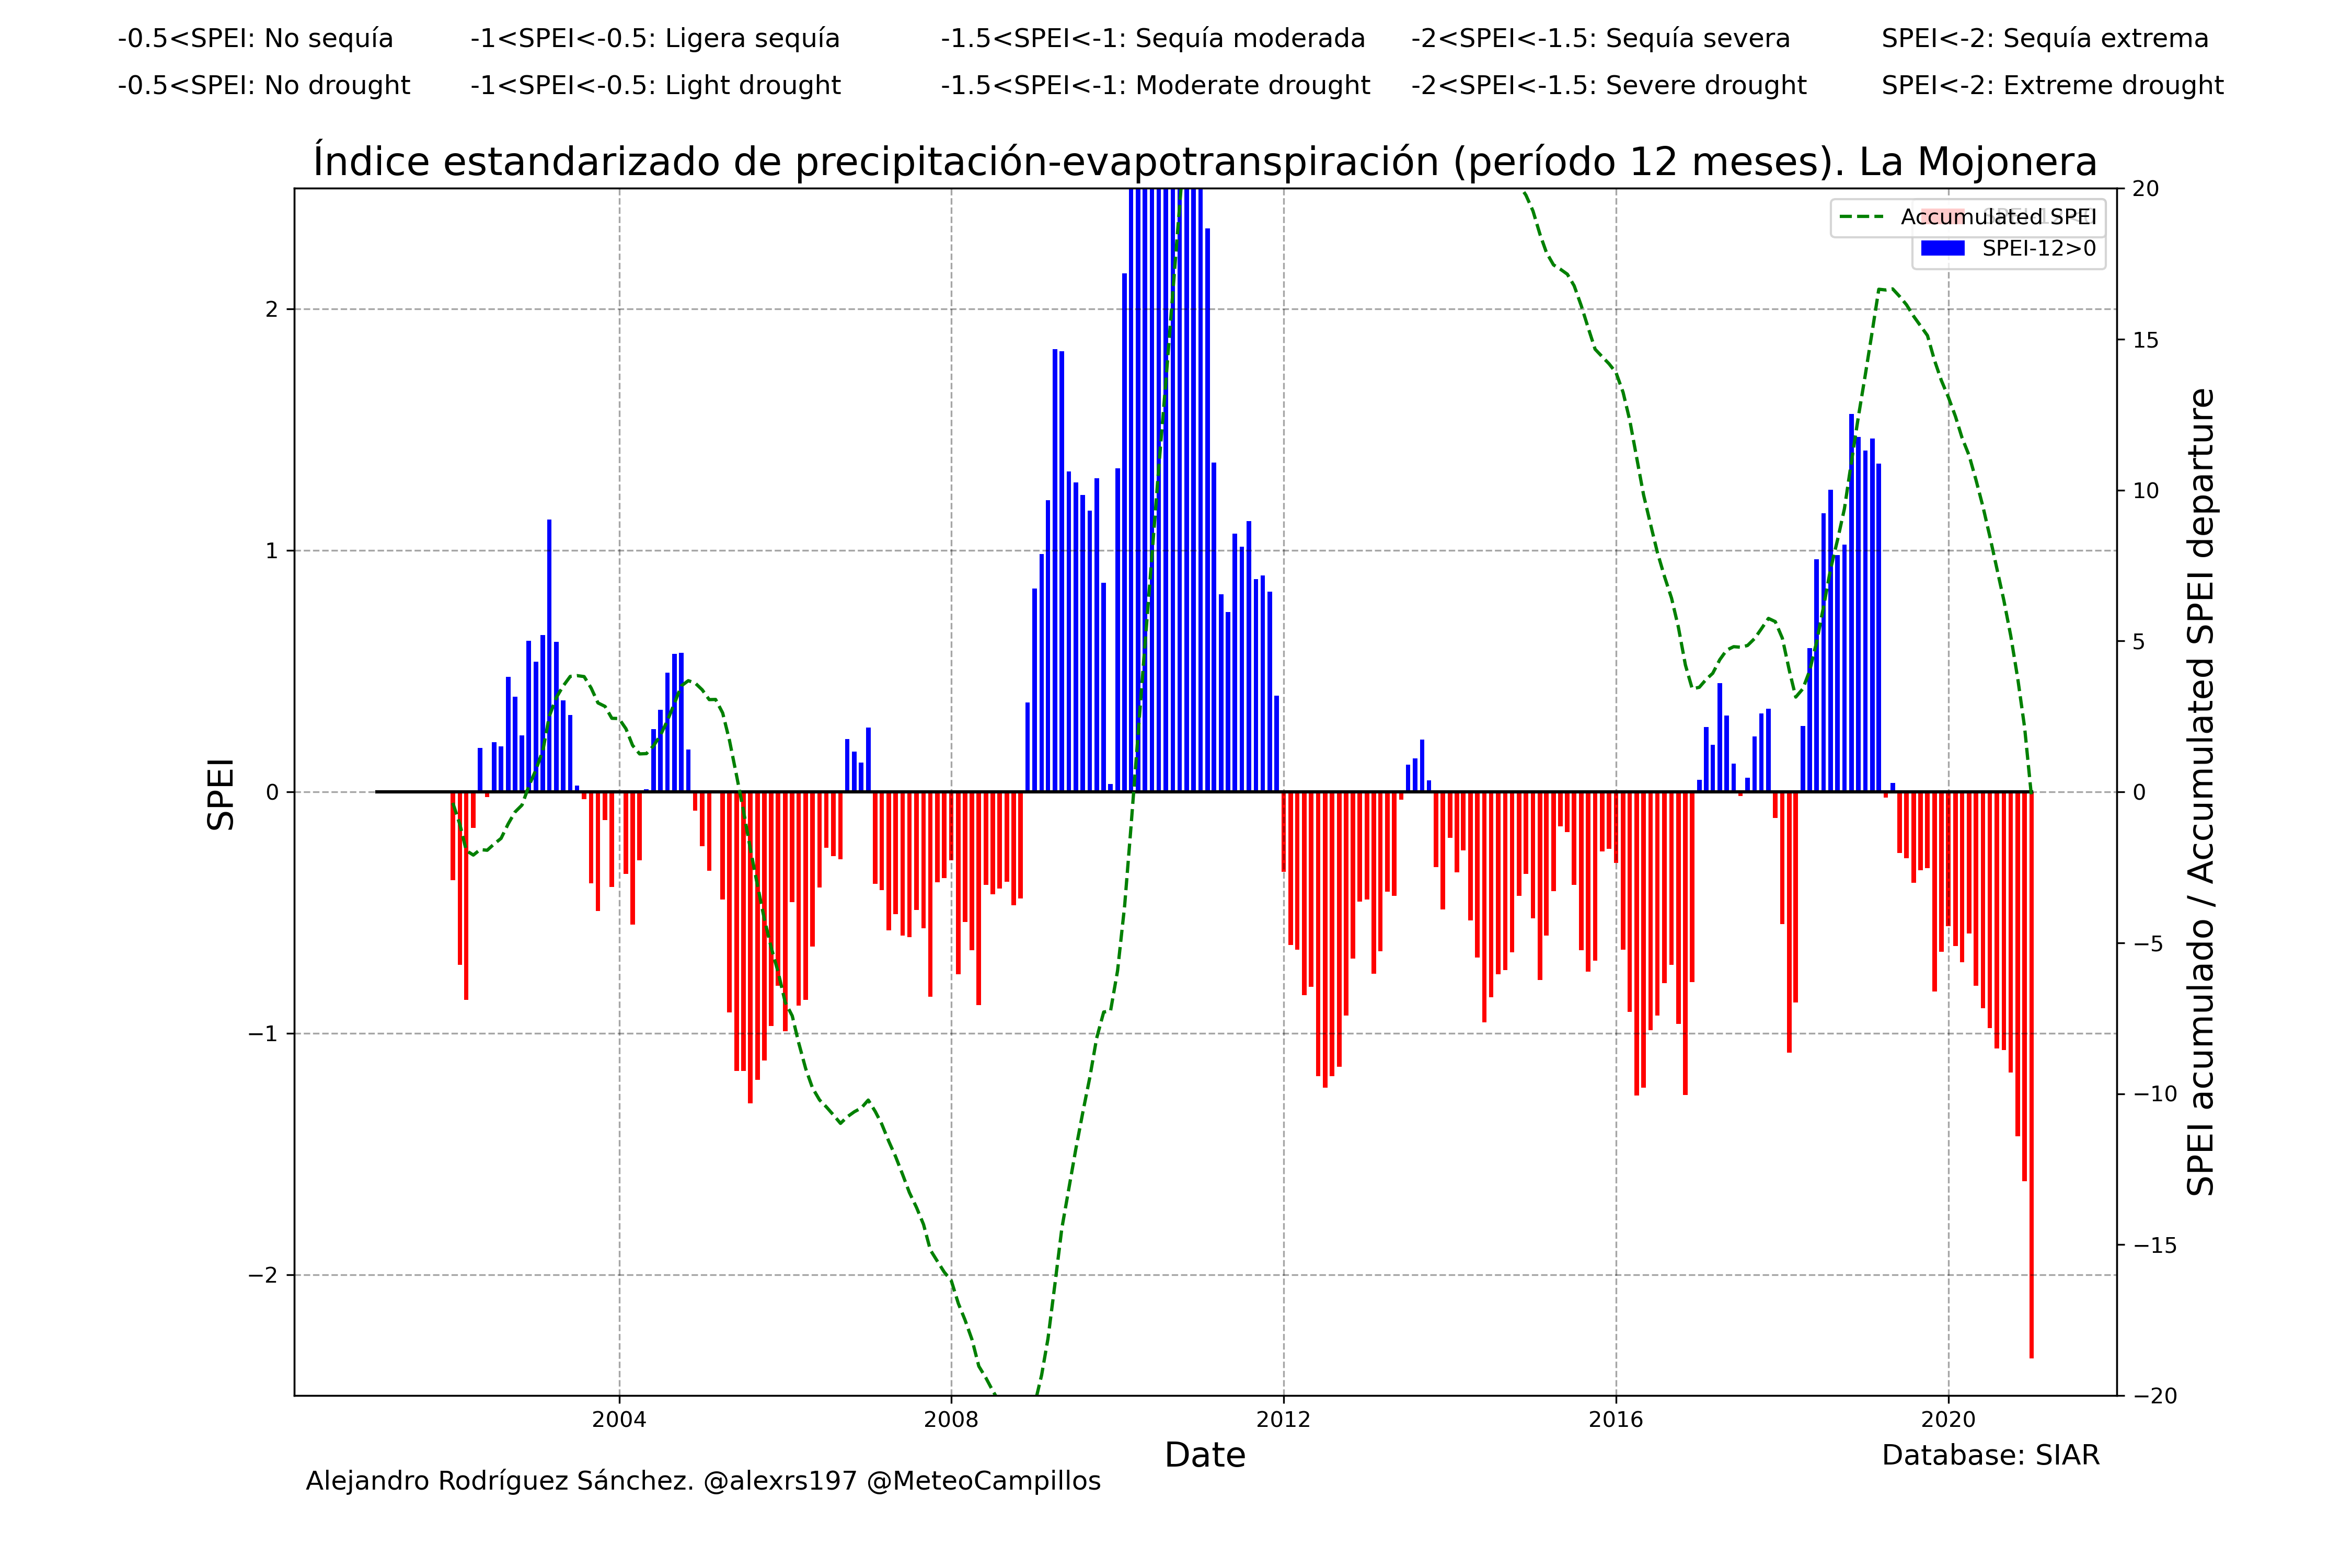 -0.5<SPEI: No sequía -1<SPEI<-0.5: Ligera sequía -1.5<SPEI<-1: Sequía moderada -2<SPEI<-1.5: Sequía severa SPEI<-2: Sequía extrema
-0.5<SPEI: No drought -1<SPEI<-0.5: Light drought -1.5<SPEI<-1: Moderate drought -2<SPEI<-1.5: Severe drought SPEI<-2: Extreme drought
Índice estandarizado de precipitación-evapotranspiración (período 12 meses). La Mojonera
Accumulated SPEI
SPEI-12>0
SPEI
2
1
0
−1
−2
20
15
10
5
0
−5
−10
−15
−20
SPEI acumulado / Accumulated SPEI departure
2004 2008 2012 2016 2020
Date
Database: SIAR
Alejandro Rodríguez Sánchez. @alexrs197 @MeteoCampillos